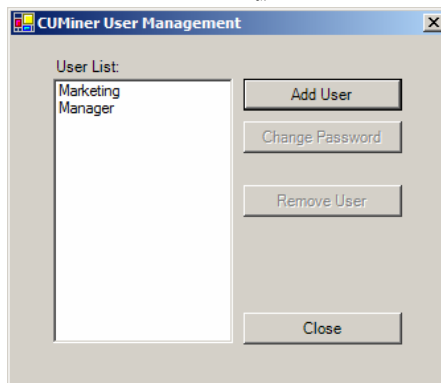 CUMiner User Management
User List:
Marketing
Manager
Add User
Change Password
Remove User
Close